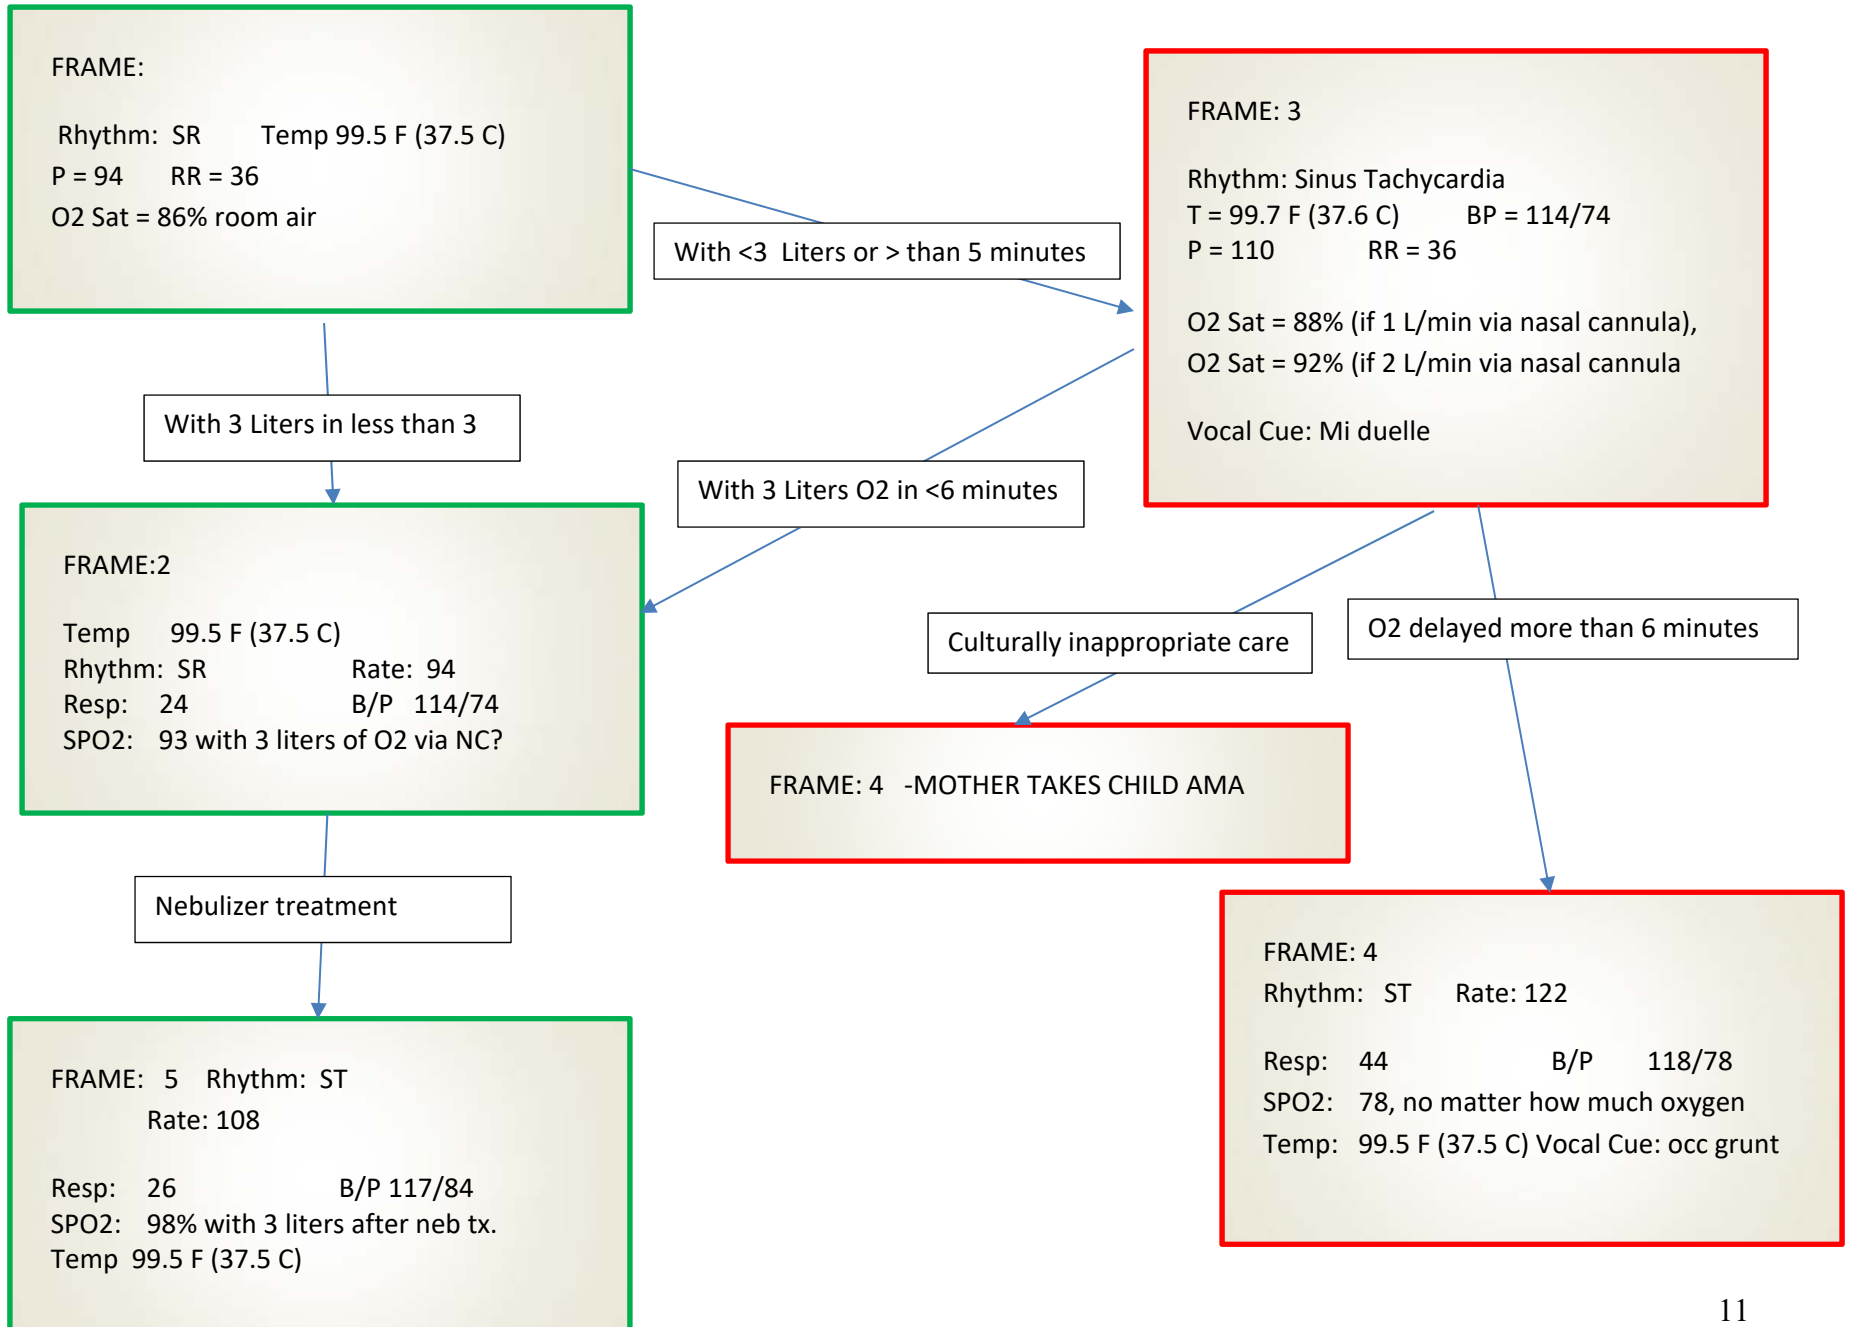 FRAME:
Rhythm: SR Temp 99.5 F (37.5 C)
P = 94 RR = 36
O2 Sat = 86% room air
With <3 Liters or > than 5 minutes
FRAME: 3
Rhythm: Sinus Tachycardia
T = 99.7 F (37.6 C) BP = 114/74
P = 110 RR = 36
O2 Sat = 88% (if 1 L/min via nasal cannula),
O2 Sat = 92% (if 2 L/min via nasal cannula
Vocal Cue: Mi duelle
With 3 Liters in less than 3
With 3 Liters O2 in <6 minutes
FRAME:2
Temp 99.5 F (37.5 C)
Rhythm: SR Rate: 94
Resp: 24 B/P 114/74
SPO2: 93 with 3 liters of O2 via NC?
Culturally inappropriate care
O2 delayed more than 6 minutes
FRAME: 4 -MOTHER TAKES CHILD AMA
Nebulizer treatment
FRAME: 4
Rhythm: ST Rate: 122
Resp: 44 B/P 118/78
SPO2: 78, no matter how much oxygen
Temp: 99.5 F (37.5 C) Vocal Cue: occ grunt
FRAME: 5 Rhythm: ST
Rate: 108
Resp: 26 B/P 117/84
SPO2: 98% with 3 liters after neb tx.
Temp 99.5 F (37.5 C)
11